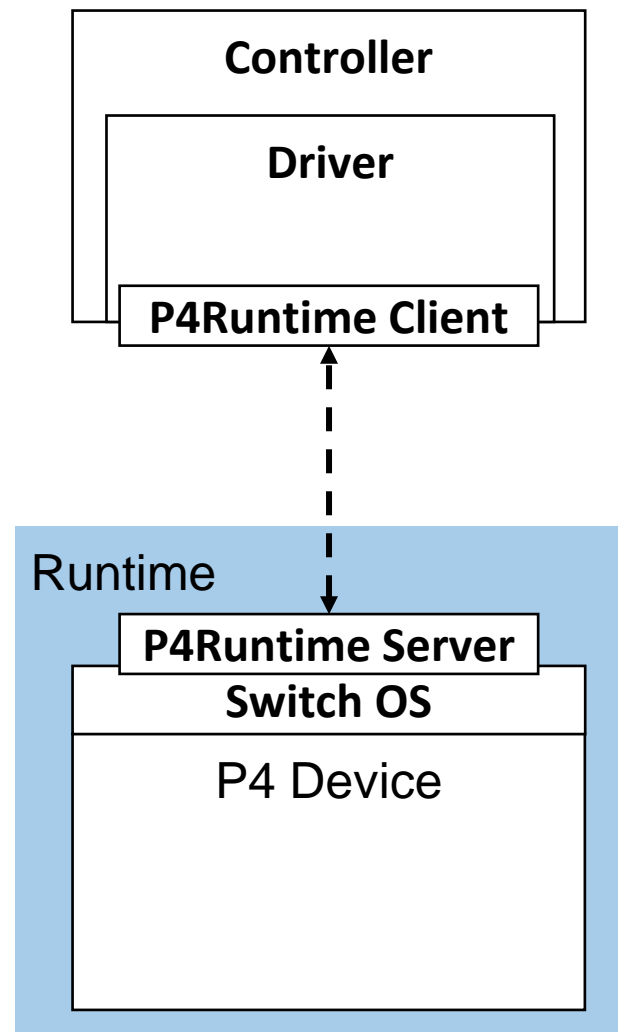 Controller
Driver
P4Runtime Client
Runtime
P4Runtime Server
Switch OS
P4 Device